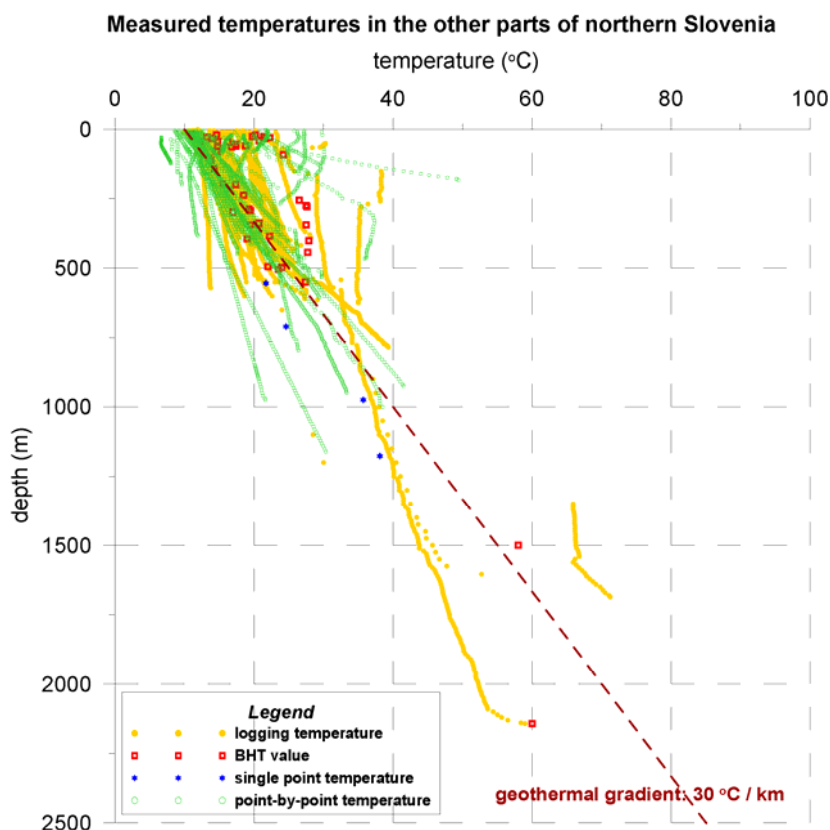 Measured temperatures in the other parts of northern Slovenia
temperature (°C)
0 20 40 60 80 100
0
500
1000
1500
2000
2500
depth (m)
Legend
logging temperature
BHT value
single point temperature
point-by-point temperature
geothermal gradient: 30 °C / km